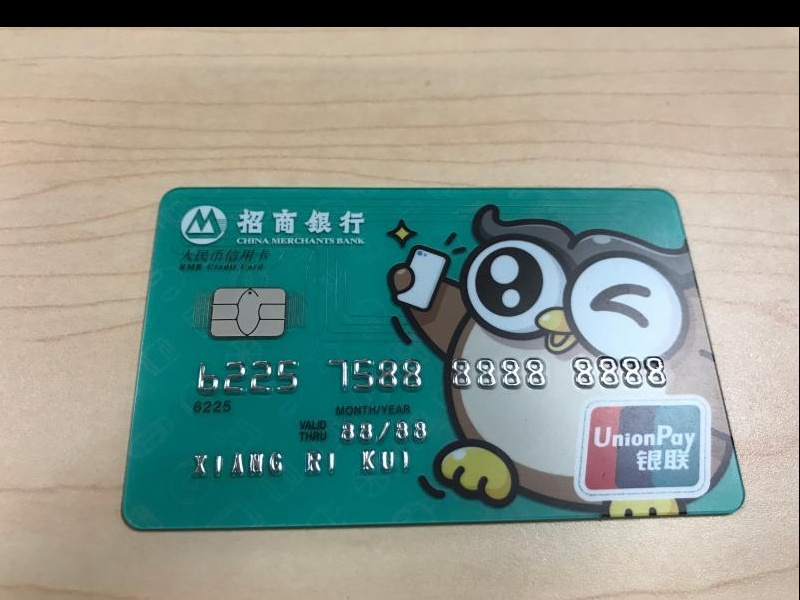 招商銀行
CHINA MERCHANTS BANK
人民币信用卡
RMB Credit Card
6225 7588 8888 8888
6225
MONTH/YEAR
VALID THRU 88/88
XIANG RI KUI
UnionPay
银联